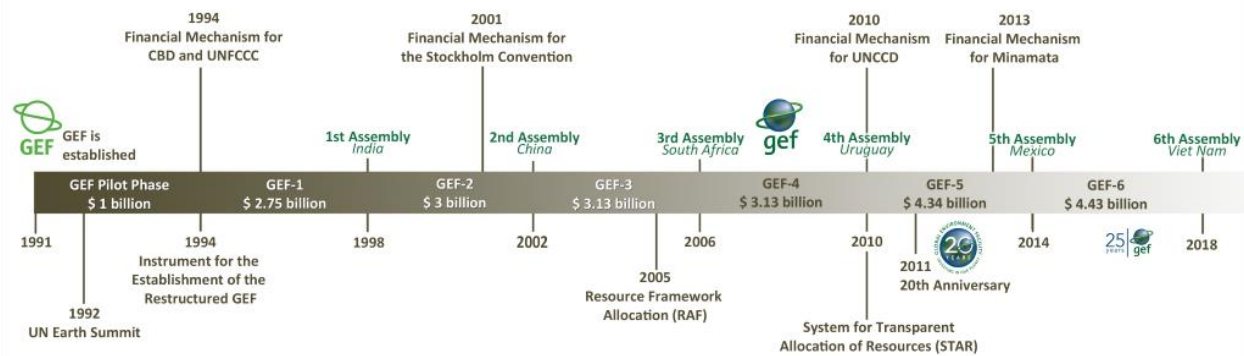 1994
Financial Mechanism for
CBD and UNFCCC
2001
Financial Mechanism for
the Stockholm Convention
2010
Financial Mechanism
for UNCCD
2013
Financial Mechanism
for Minamata
GEF
GEF is
established
1st Assembly
India
2nd Assembly
China
3rd Assembly
South Africa
gef
4th Assembly
Uruguay
5th Assembly
Mexico
6th Assembly
Viet Nam
GEF Pilot Phase
$ 1 billion
GEF-1
$ 2.75 billion
GEF-2
$ 3 billion
GEF-3
$ 3.13 billion
GEF-4
$ 3.13 billion
GEF-5
$ 4.34 billion
GEF-6
$ 4.43 billion
1991
1994
Instrument for the
Establishment of the
Restructured GEF
1998
2002
2006
2010
2014
2018
1992
UN Earth Summit
2005
Resource Framework
Allocation (RAF)
System for Transparent
Allocation of Resources (STAR)
2011
20th Anniversary
GLOBAL ENVIRONMENT FACILITY
20
YEARS
25
years
gef